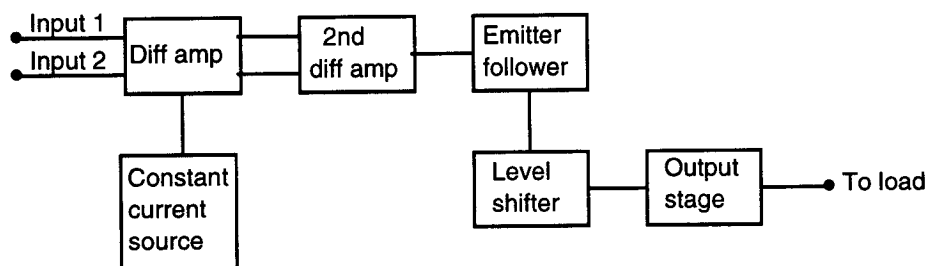 Input 1
Input 2
Diff amp
2nd
diff amp
Emitter
follower
Constant
current
source
Level
shifter
Output
stage
To load